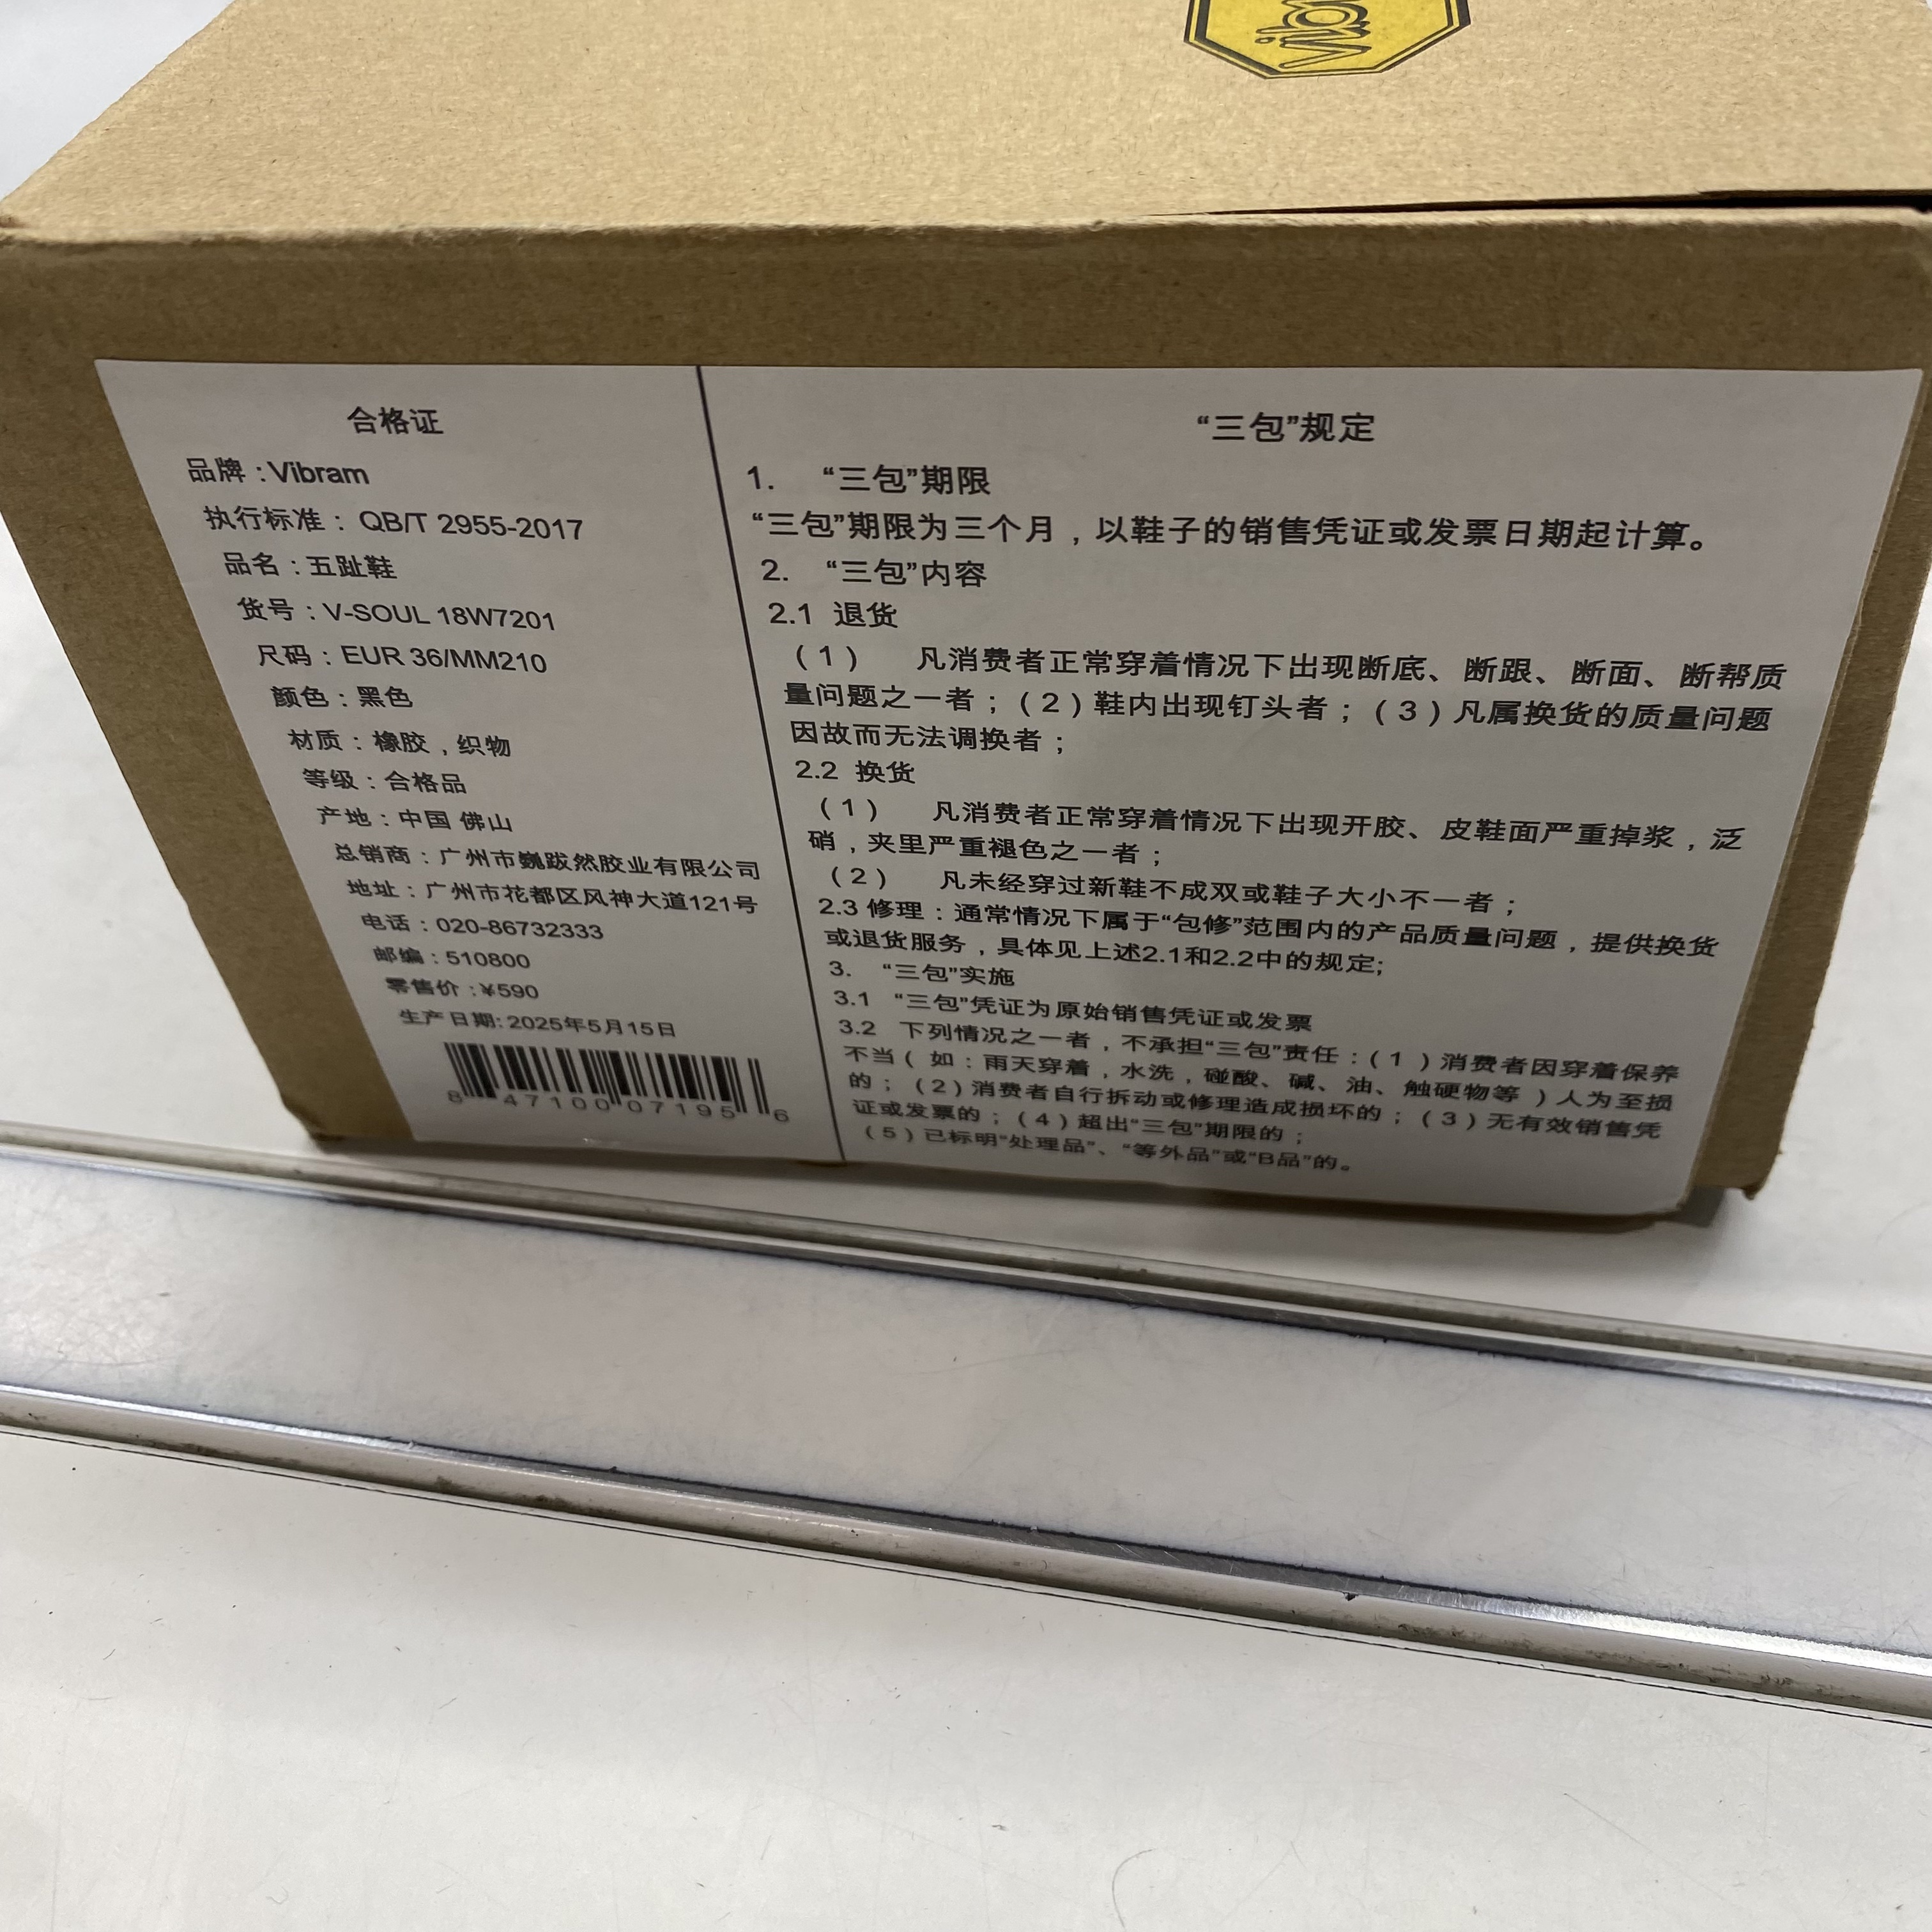 合格证
品牌：Vibram
执行标准： QB/T 2955-2017
品名：五趾鞋
货号：V-SOUL 18W7201
尺码：EUR 36/MM210
颜色：黑色
材质：橡胶，织物
等级：合格品
产地：中国 佛山
总销商：广州市巍跋然胶业有限公司
地址：广州市花都区风神大道121号
电话：020-86732333
邮编：510800
零售价：¥590
生产日期: 2025年5月15日
8 47100 07195 6
“三包”规定
1. “三包”期限
“三包”期限为三个月，以鞋子的销售凭证或发票日期起计算。
2. “三包”内容
2.1 退货
（1） 凡消费者正常穿着情况下出现断底、断跟、断面、断帮质
量问题之一者；（2）鞋内出现钉头者；（3）凡属换货的质量问题
因故而无法调换者；
2.2 换货
（1） 凡消费者正常穿着情况下出现开胶、皮鞋面严重掉浆，泛
硝，夹里严重褪色之一者；
（2） 凡未经穿过新鞋不成双或鞋子大小不一者；
2.3 修理：通常情况下属于“包修”范围内的产品质量问题，提供换货
或退货服务，具体见上述2.1和2.2中的规定;
3. “三包”实施
3.1 “三包”凭证为原始销售凭证或发票
3.2 下列情况之一者，不承担“三包”责任：（1）消费者因穿着保养
不当（ 如：雨天穿着，水洗，碰酸、碱、油、触硬物等 ）人为至损
的；（2）消费者自行拆动或修理造成损坏的；（3）无有效销售凭
证或发票的；（4）超出“三包”期限的；
（5）已标明“处理品”、“等外品”或“B品”的。